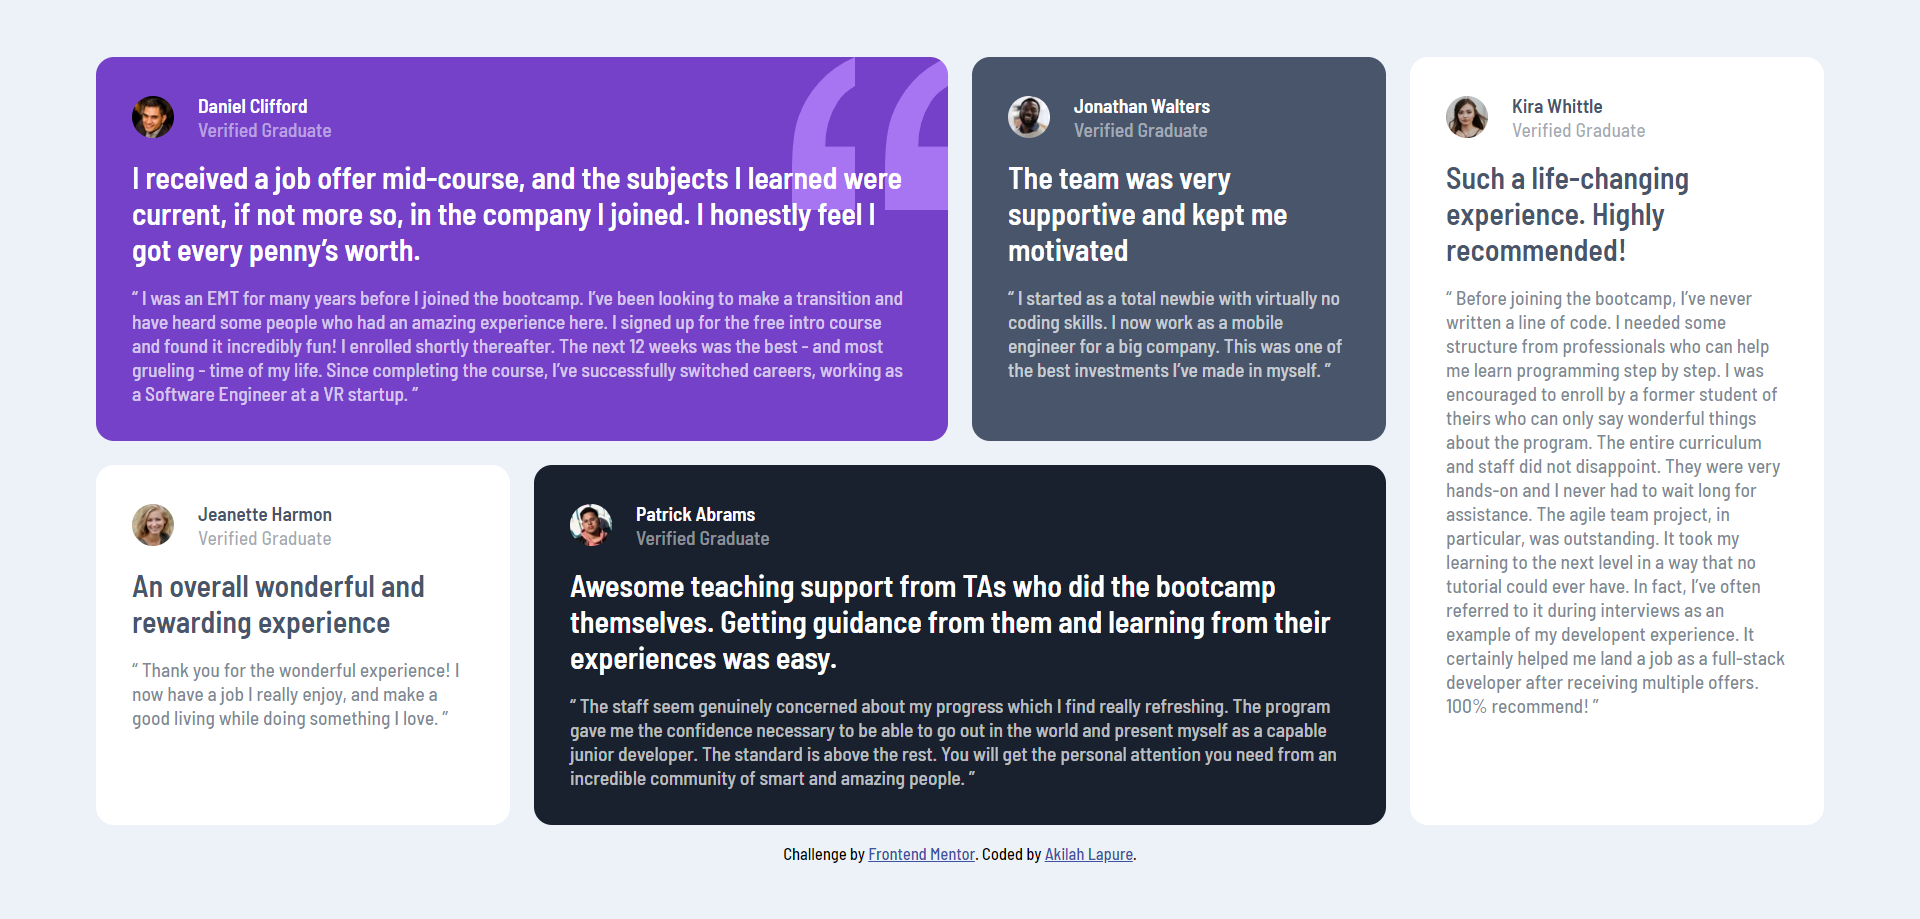 Daniel Clifford
Verified Graduate
I received a job offer mid-course, and the subjects I learned were
current, if not more so, in the company I joined. I honestly feel I
got every penny’s worth.
“ I was an EMT for many years before I joined the bootcamp. I’ve been looking to make a transition and
have heard some people who had an amazing experience here. I signed up for the free intro course
and found it incredibly fun! I enrolled shortly thereafter. The next 12 weeks was the best - and most
grueling - time of my life. Since completing the course, I’ve successfully switched careers, working as
a Software Engineer at a VR startup. ”
Jonathan Walters
Verified Graduate
The team was very
supportive and kept me
motivated
“ I started as a total newbie with virtually no
coding skills. I now work as a mobile
engineer for a big company. This was one of
the best investments I’ve made in myself. ”
Kira Whittle
Verified Graduate
Such a life-changing
experience. Highly
recommended!
“ Before joining the bootcamp, I’ve never
written a line of code. I needed some
structure from professionals who can help
me learn programming step by step. I was
encouraged to enroll by a former student of
theirs who can only say wonderful things
about the program. The entire curriculum
and staff did not disappoint. They were very
hands-on and I never had to wait long for
assistance. The agile team project, in
particular, was outstanding. It took my
learning to the next level in a way that no
tutorial could ever have. In fact, I’ve often
referred to it during interviews as an
example of my developent experience. It
certainly helped me land a job as a full-stack
developer after receiving multiple offers.
100% recommend! ”
Jeanette Harmon
Verified Graduate
An overall wonderful and
rewarding experience
“ Thank you for the wonderful experience! I
now have a job I really enjoy, and make a
good living while doing something I love. ”
Patrick Abrams
Verified Graduate
Awesome teaching support from TAs who did the bootcamp
themselves. Getting guidance from them and learning from their
experiences was easy.
“ The staff seem genuinely concerned about my progress which I find really refreshing. The program
gave me the confidence necessary to be able to go out in the world and present myself as a capable
junior developer. The standard is above the rest. You will get the personal attention you need from an
incredible community of smart and amazing people. ”
Challenge by Frontend Mentor. Coded by Akilah Lapure.